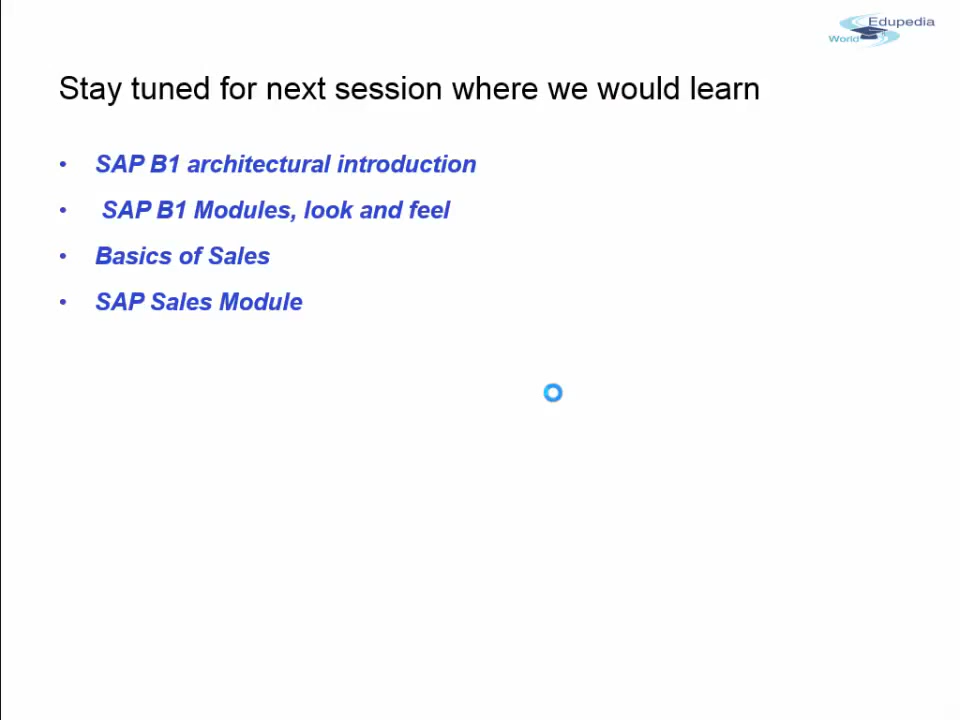 Edupedia
World
Stay tuned for next session where we would learn
• SAP B1 architectural introduction
• SAP B1 Modules, look and feel
• Basics of Sales
• SAP Sales Module